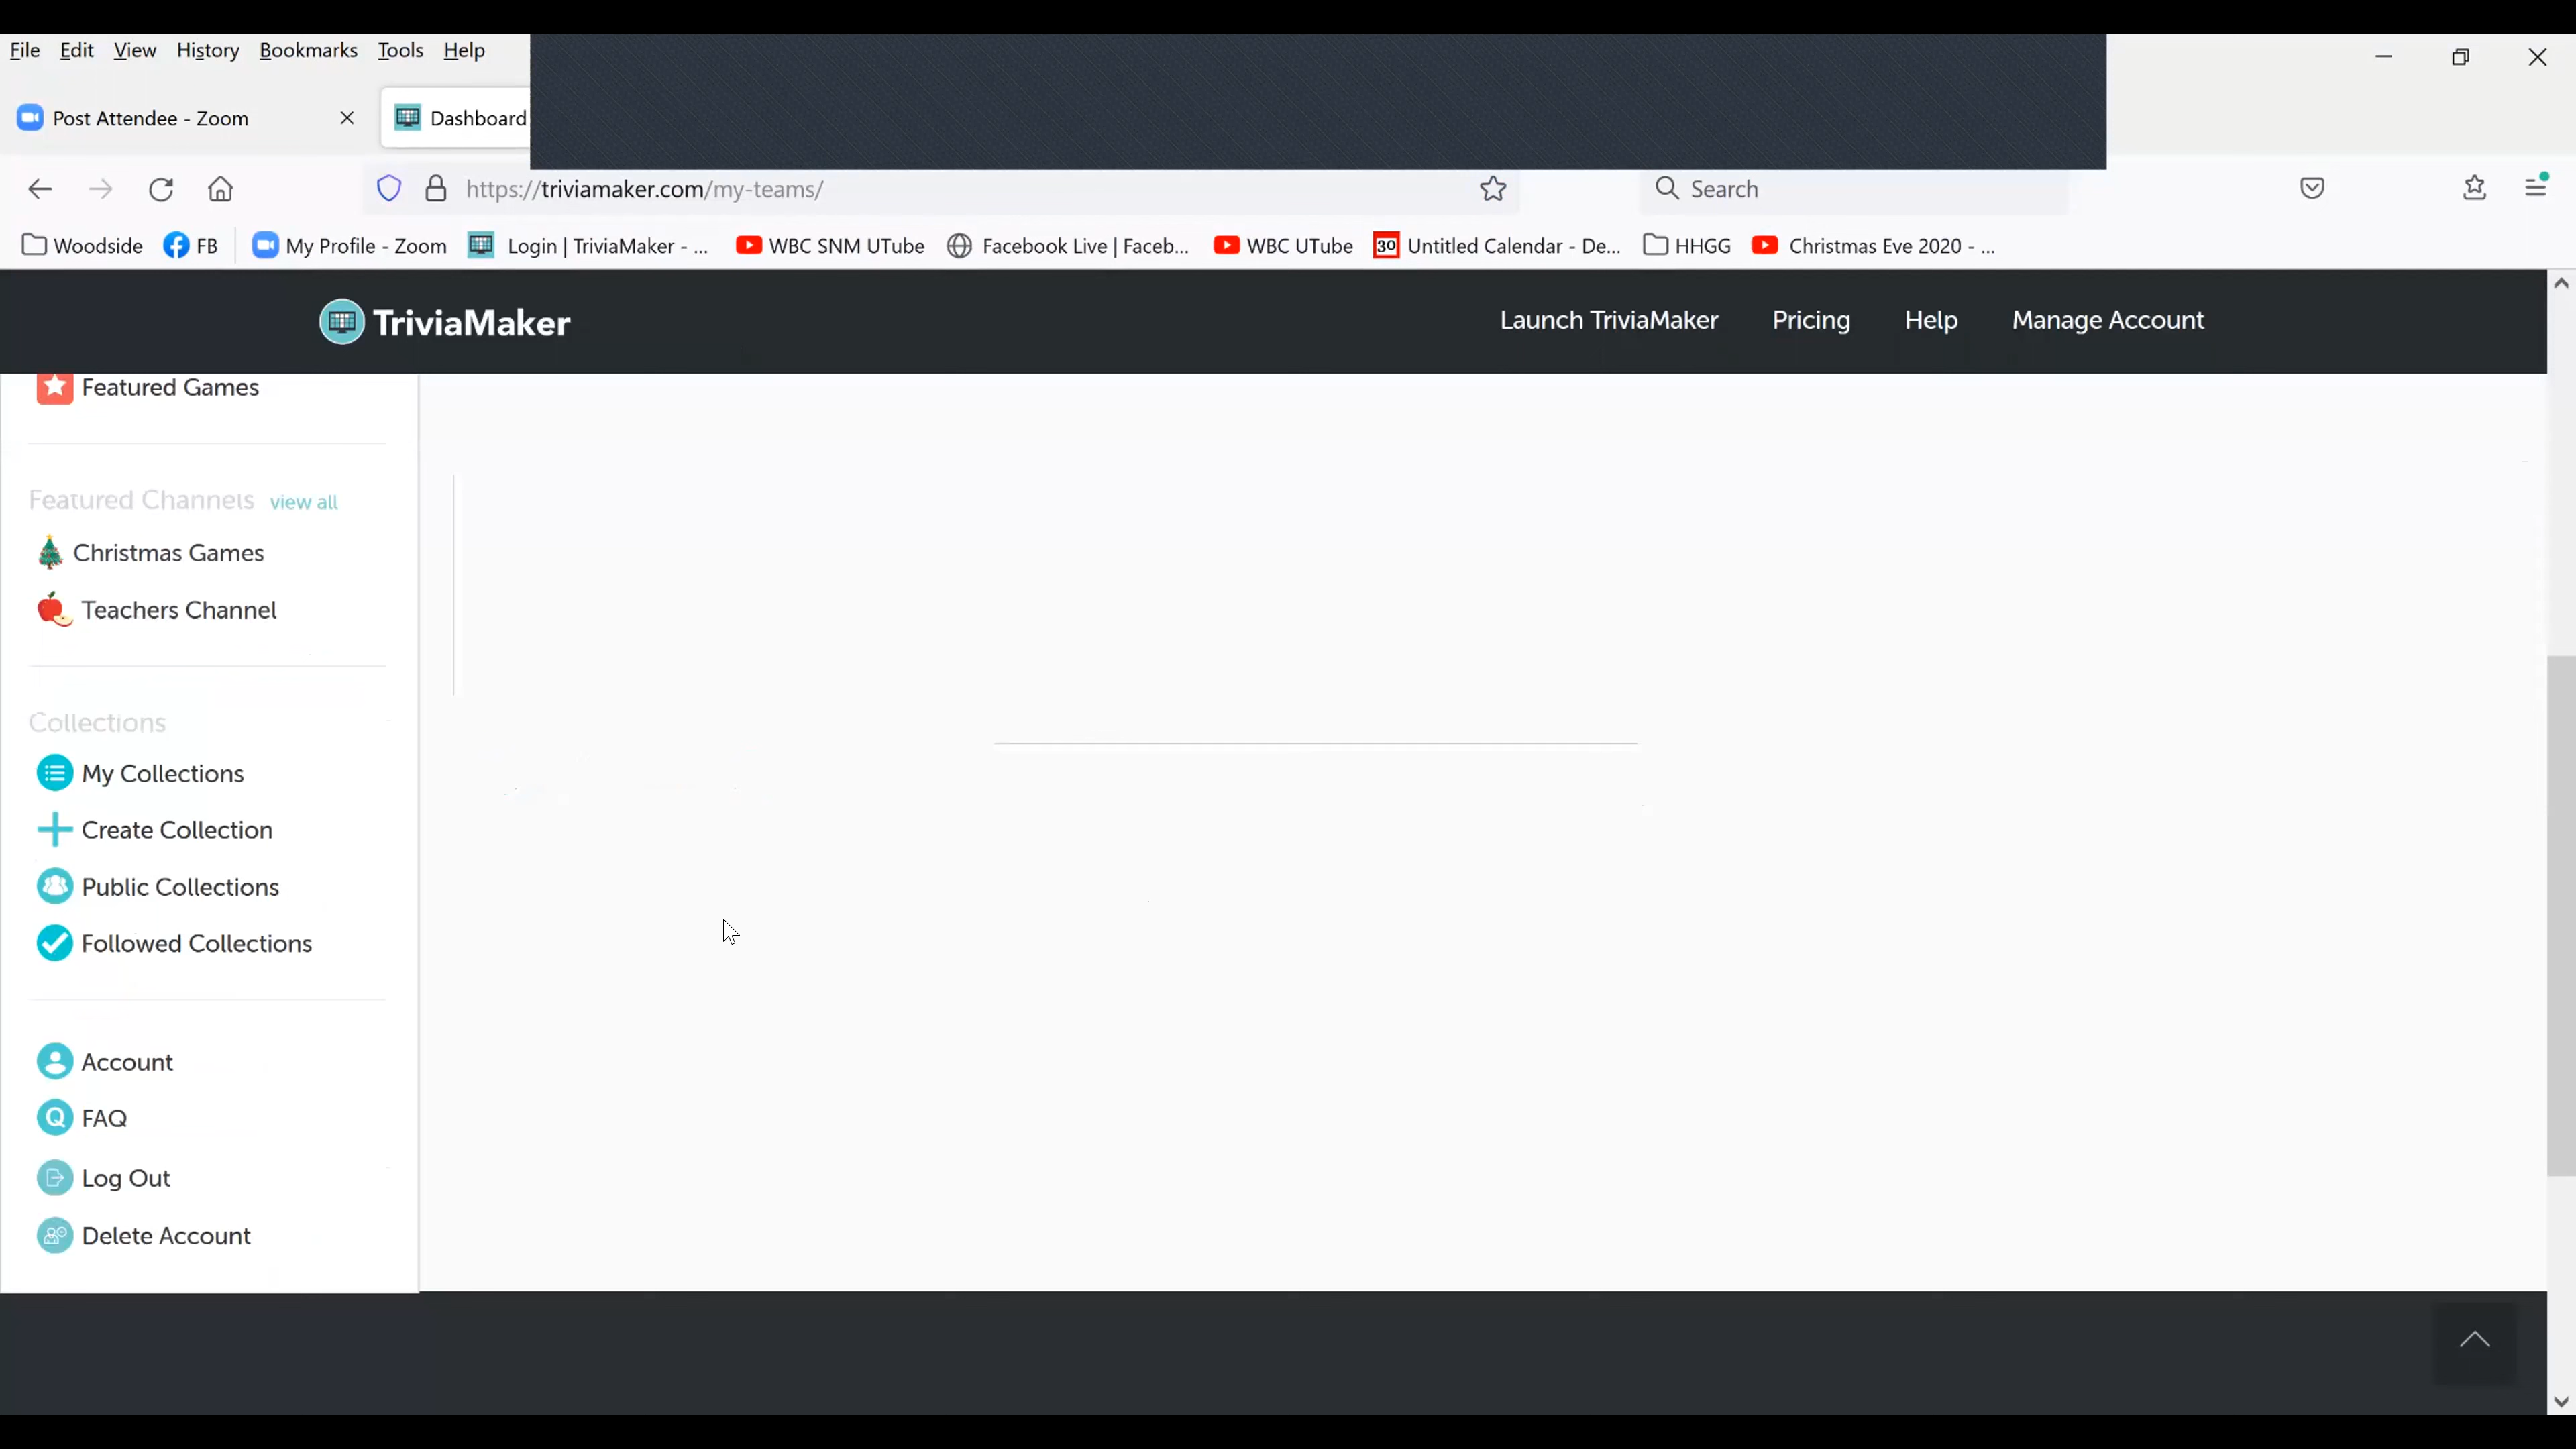 File Edit View History Bookmarks Tools Help
Post Attendee - Zoom
Dashboard
https://triviamaker.com/my-teams/
Search
Woodside FB My Profile - Zoom Login | TriviaMaker - ... WBC SNM UTube Facebook Live | Faceb... WBC UTube 30 Untitled Calendar - De... HHGG Christmas Eve 2020 - ...
TriviaMaker
Launch TriviaMaker Pricing Help Manage Account
Featured Games
Featured Channels view all
Christmas Games
Teachers Channel
Collections
My Collections
Create Collection
Public Collections
Followed Collections
Account
Q FAQ
Log Out
Delete Account